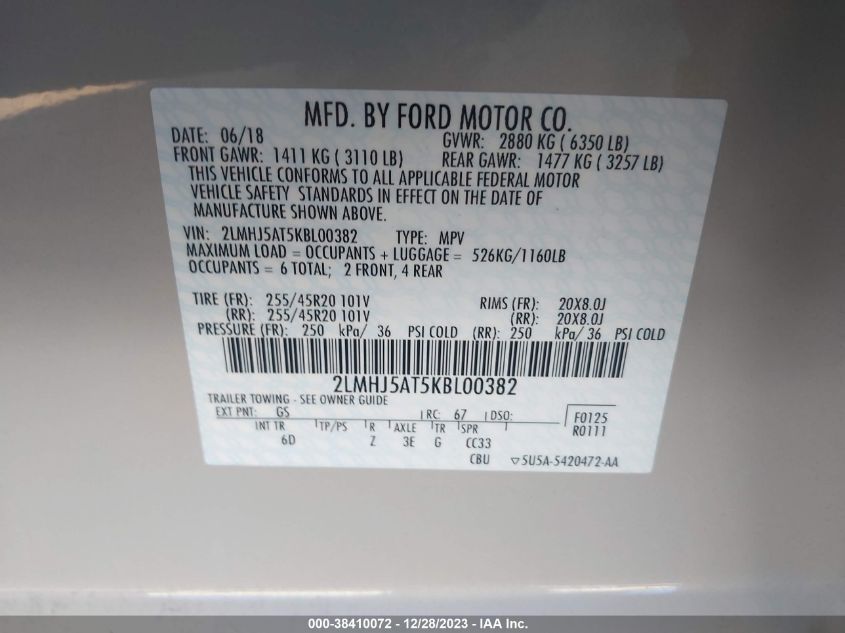 MFD. BY FORD MOTOR CO.
DATE: 06/18 GVWR: 2880 KG ( 6350 LB)
FRONT GAWR: 1411 KG ( 3110 LB) REAR GAWR: 1477 KG ( 3257 LB)
THIS VEHICLE CONFORMS TO ALL APPLICABLE FEDERAL MOTOR
VEHICLE SAFETY STANDARDS IN EFFECT ON THE DATE OF
MANUFACTURE SHOWN ABOVE.
VIN: 2LMHJ5AT5KBL00382 TYPE: MPV
MAXIMUM LOAD = OCCUPANTS + LUGGAGE = 526KG/1160LB
OCCUPANTS = 6 TOTAL; 2 FRONT, 4 REAR
TIRE (FR): 255/45R20 101V RIMS (FR): 20X8.0J
(RR): 255/45R20 101V (RR): 20X8.0J
PRESSURE (FR): 250 kPa/ 36 PSI COLD (RR): 250 kPa/ 36 PSI COLD
2LMHJ5AT5KBL00382
TRAILER TOWING - SEE OWNER GUIDE
EXT PNT: GS RC: 67 DSO: F0125
INT TR TP/PS R AXLE TR SPR R0111
6D Z 3E G CC33
CBU ▽5U5A-5420472-AA
000-38410072 - 12/28/2023 - IAA Inc.